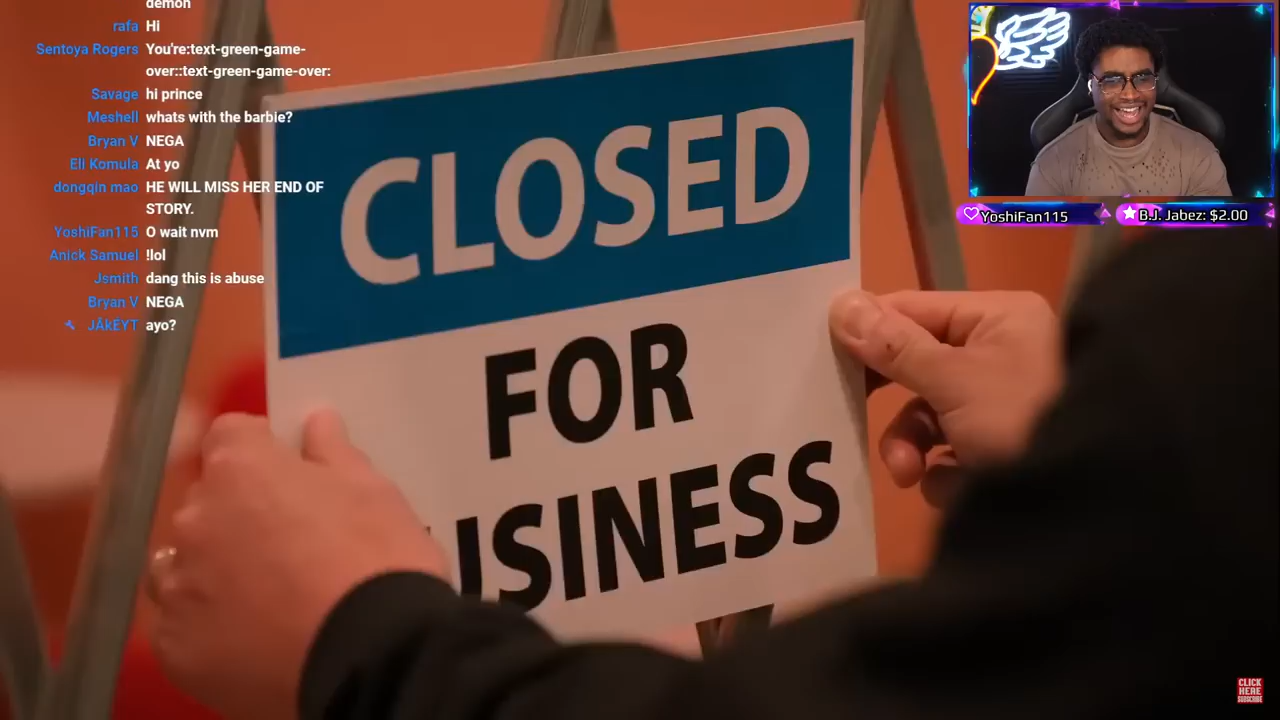 demon
rafa Hi
Sentoya Rogers You're:text-green-game-
over::text-green-game-over:
Savage hi prince
Meshell whats with the barbie?
Bryan V NEGA
Eli Komula At yo
dongqin mao HE WILL MISS HER END OF
STORY.
YoshiFan115 O wait nvm
Anick Samuel !lol
Jsmith dang this is abuse
Bryan V NEGA
JÂkÈYT ayo?
CLOSED
FOR
USINESS
YoshiFan115
B.J. Jabez: $2.00
CLICK
HERE
SUBSCRIBE